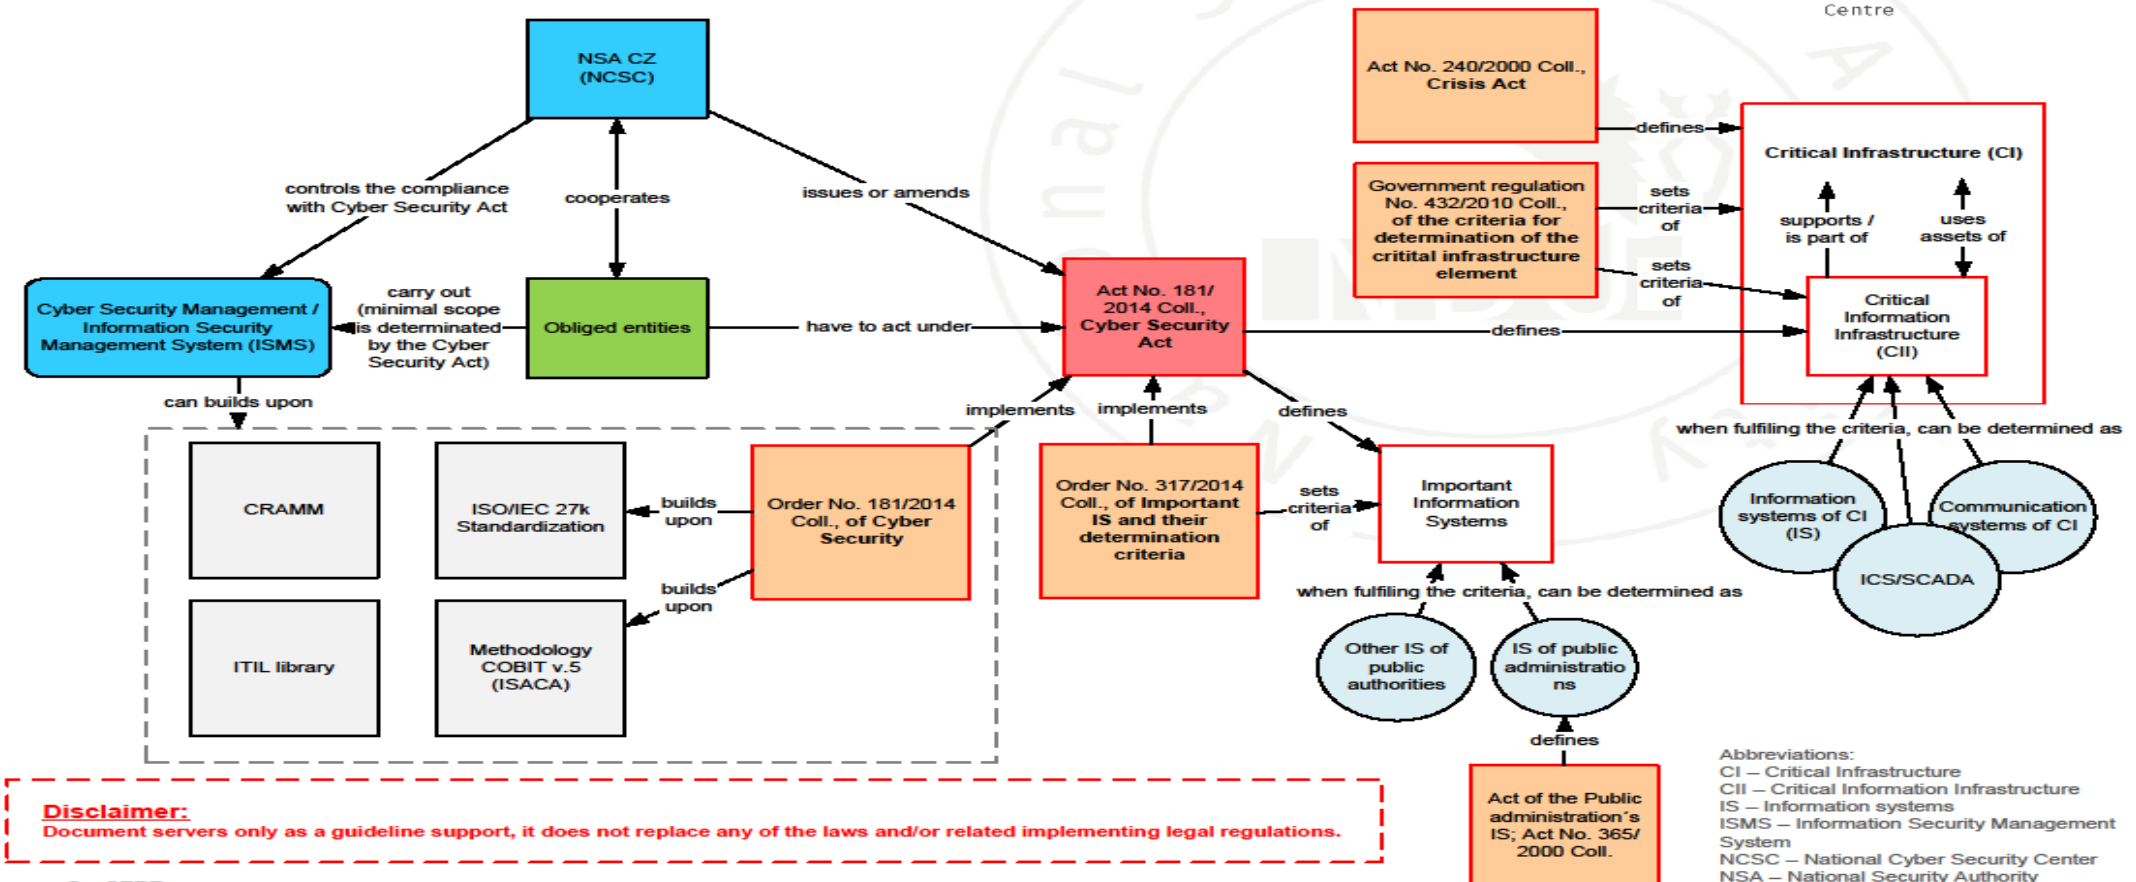 Centre
NSA CZ
(NCSC)
Act No. 240/2000 Coll.,
Crisis Act
defines
Critical Infrastructure (CI)
controls the compliance
with Cyber Security Act
cooperates
issues or amends
Government regulation
No. 432/2010 Coll.,
of the criteria for
determination of the
critital infrastructure
element
sets
criteria
of
sets
criteria
of
supports /
is part of
uses
assets of
Cyber Security Management /
Information Security
Management System (ISMS)
carry out
(minimal scope
is determined
by the Cyber
Security Act)
Obliged entities
have to act under
Act No. 181/
2014 Coll.,
Cyber Security
Act
defines
Critical
Information
Infrastructure
(CII)
can builds upon
implements
implements
defines
when fulfiling the criteria, can be determined as
CRAMM
ISO/IEC 27k
Standardization
builds
upon
Order No. 181/2014
Coll., of Cyber
Security
Order No. 317/2014
Coll., of Important
IS and their
determination
criteria
sets
criteria
of
Important
Information
Systems
Information
systems of CI
(IS)
Communication
systems of CI
ICS/SCADA
builds
upon
when fulfiling the criteria, can be determined as
ITIL library
Methodology
COBIT v.5
(ISACA)
Other IS of
public
authorities
IS of public
administratio
ns
defines
Act of the Public
administration´s
IS; Act No. 365/
2000 Coll.
Disclaimer:
Document servers only as a guideline support, it does not replace any of the laws and/or related implementing legal regulations.
Abbreviations:
CI – Critical Infrastructure
CII – Critical Information Infrastructure
IS – Information systems
ISMS – Information Security Management
System
NCSC – National Cyber Security Center
NSA – National Security Authority